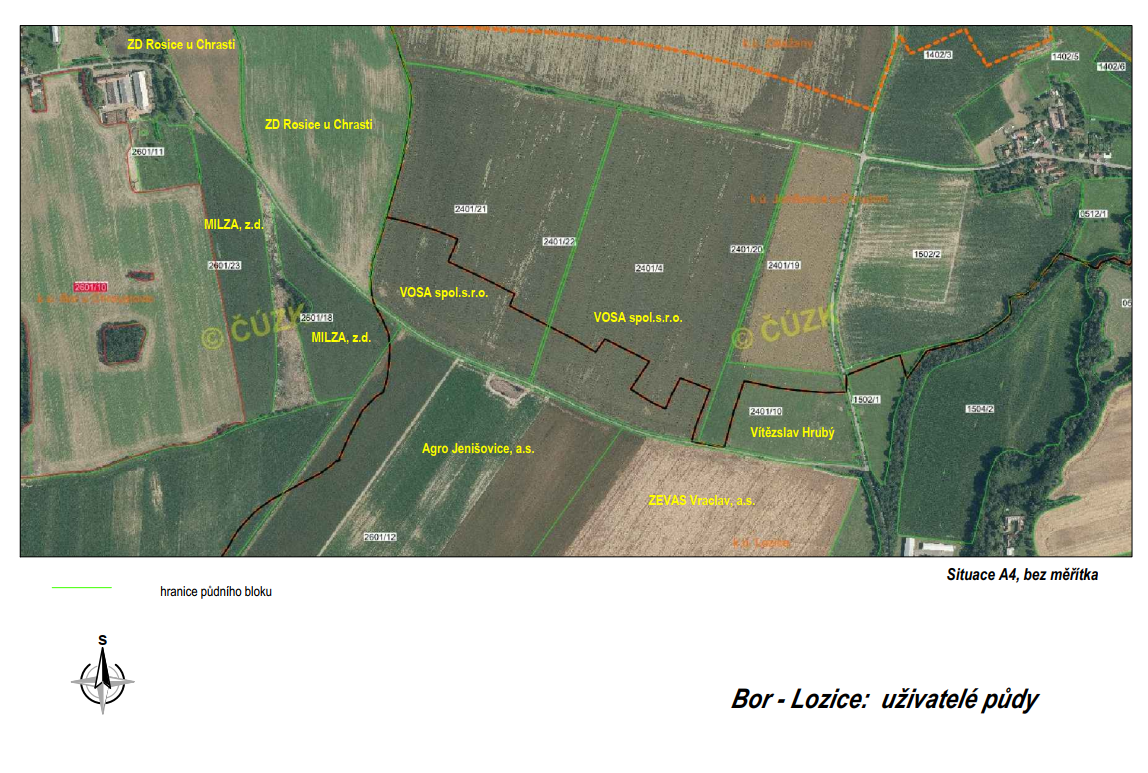 ZD Rosice u Chrasti
1402/3
1402/5
1402/6
ZD Rosice u Chrasti
2601/11
MILZA, z.d.
2401/21
0512/1
2401/22
2401/20
1502/2
2601/23
2401/4
2401/19
2601/10
VOSA spol.s.r.o.
VOSA spol.s.r.o.
2601/18
© ČÚZK
© ČÚZK
MILZA, z.d.
1502/1
2401/10
1504/2
Vítězslav Hrubý
Agro Jenišovice, a.s.
ZEVAS Vraclav, a.s.
2601/12
k.ú. Lozice
Situace A4, bez měřítka
hranice půdního bloku
S
Bor - Lozice: uživatelé půdy